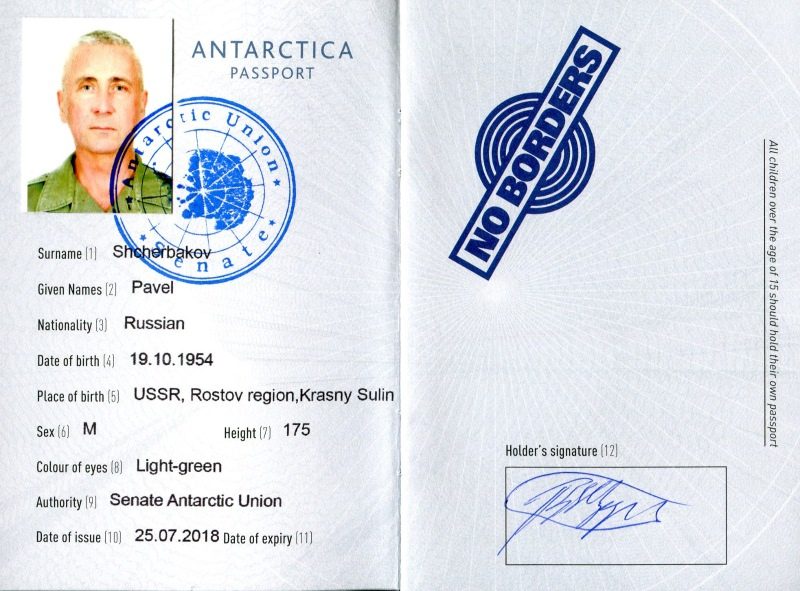 ANTARCTICA
PASSPORT
Antarctic Union
Senate
Surname (1) Shcherbakov
Given Names (2) Pavel
Nationality (3) Russian
Date of birth (4) 19.10.1954
Place of birth (5) USSR, Rostov region,Krasny Sulin
Sex (6) M Height (7) 175
Colour of eyes (8) Light-green
Authority (9) Senate Antarctic Union
Date of issue (10) 25.07.2018 Date of expiry (11)
NO BORDERS
All children over the age of 15 should hold their own passport
Holder's signature (12)